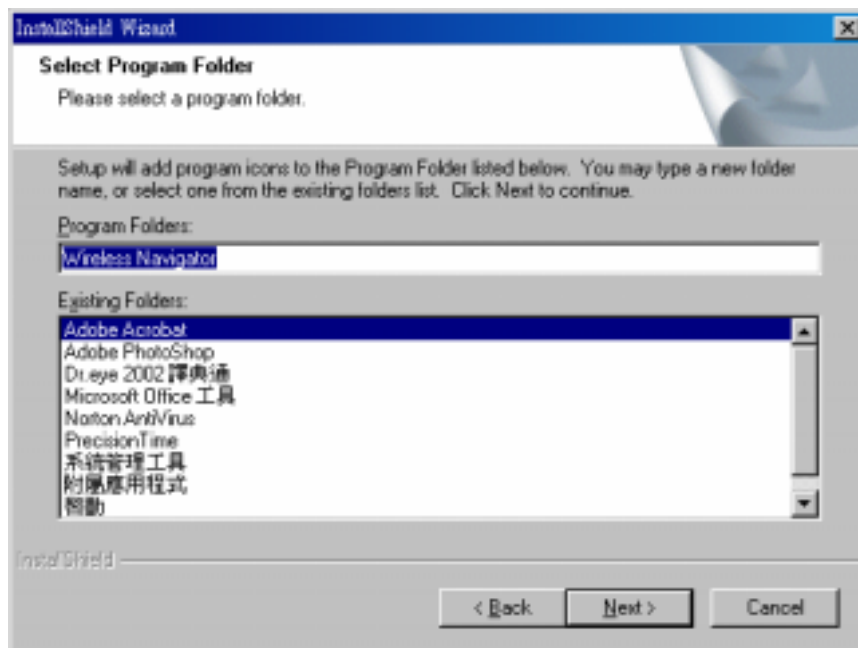 InstallShield Wizard
Select Program Folder
Please select a program folder.
Setup will add program icons to the Program Folder listed below. You may type a new folder
name, or select one from the existing folders list. Click Next to continue.
Program Folders:
Wireless Navigator
Existing Folders:
Adobe Acrobat
Adobe PhotoShop
Dr.eye 2002 譯典通
Microsoft Office 工具
Norton AntiVirus
PrecisionTime
系統管理工具
附屬應用程式
啟動
InstallShield
< Back
Next >
Cancel